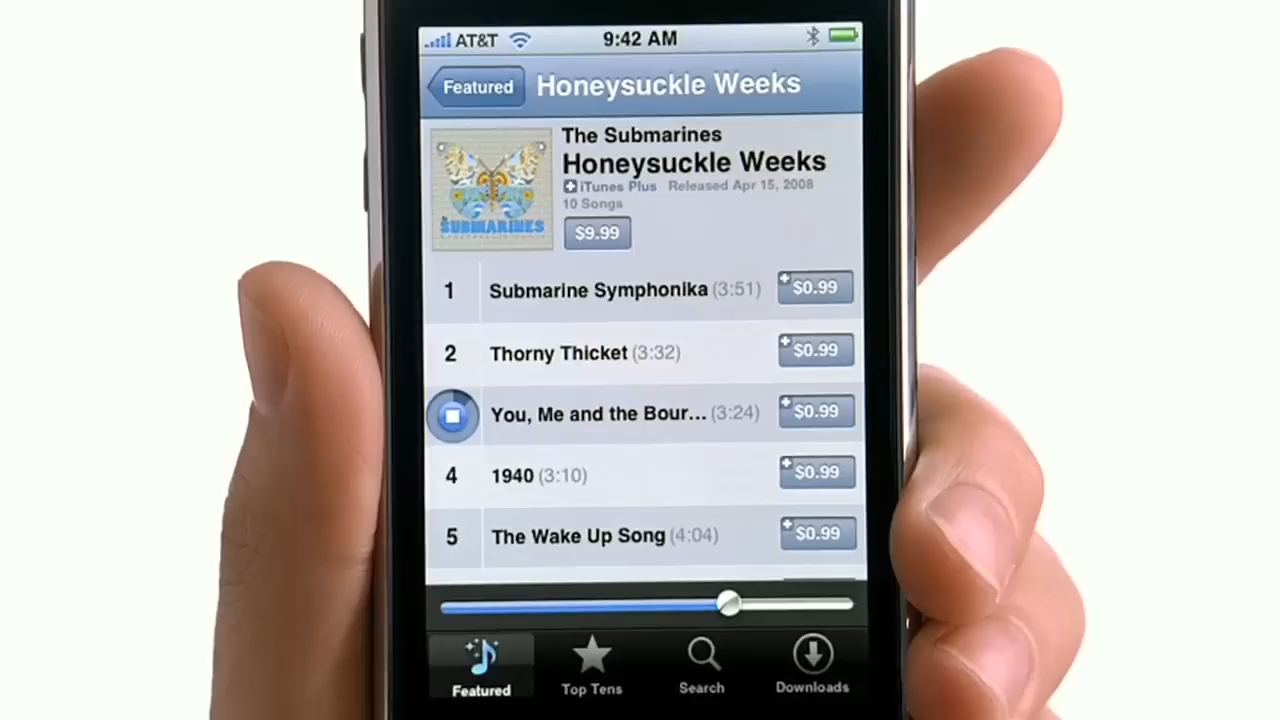 AT&T 9:42 AM
Featured Honeysuckle Weeks
The Submarines
Honeysuckle Weeks
iTunes Plus Released Apr 15, 2008
10 Songs
$9.99
SUBMARINES
1 Submarine Symphonika (3:51) $0.99
2 Thorny Thicket (3:32) $0.99
You, Me and the Bour... (3:24) $0.99
4 1940 (3:10) $0.99
5 The Wake Up Song (4:04) $0.99
Featured Top Tens Search Downloads